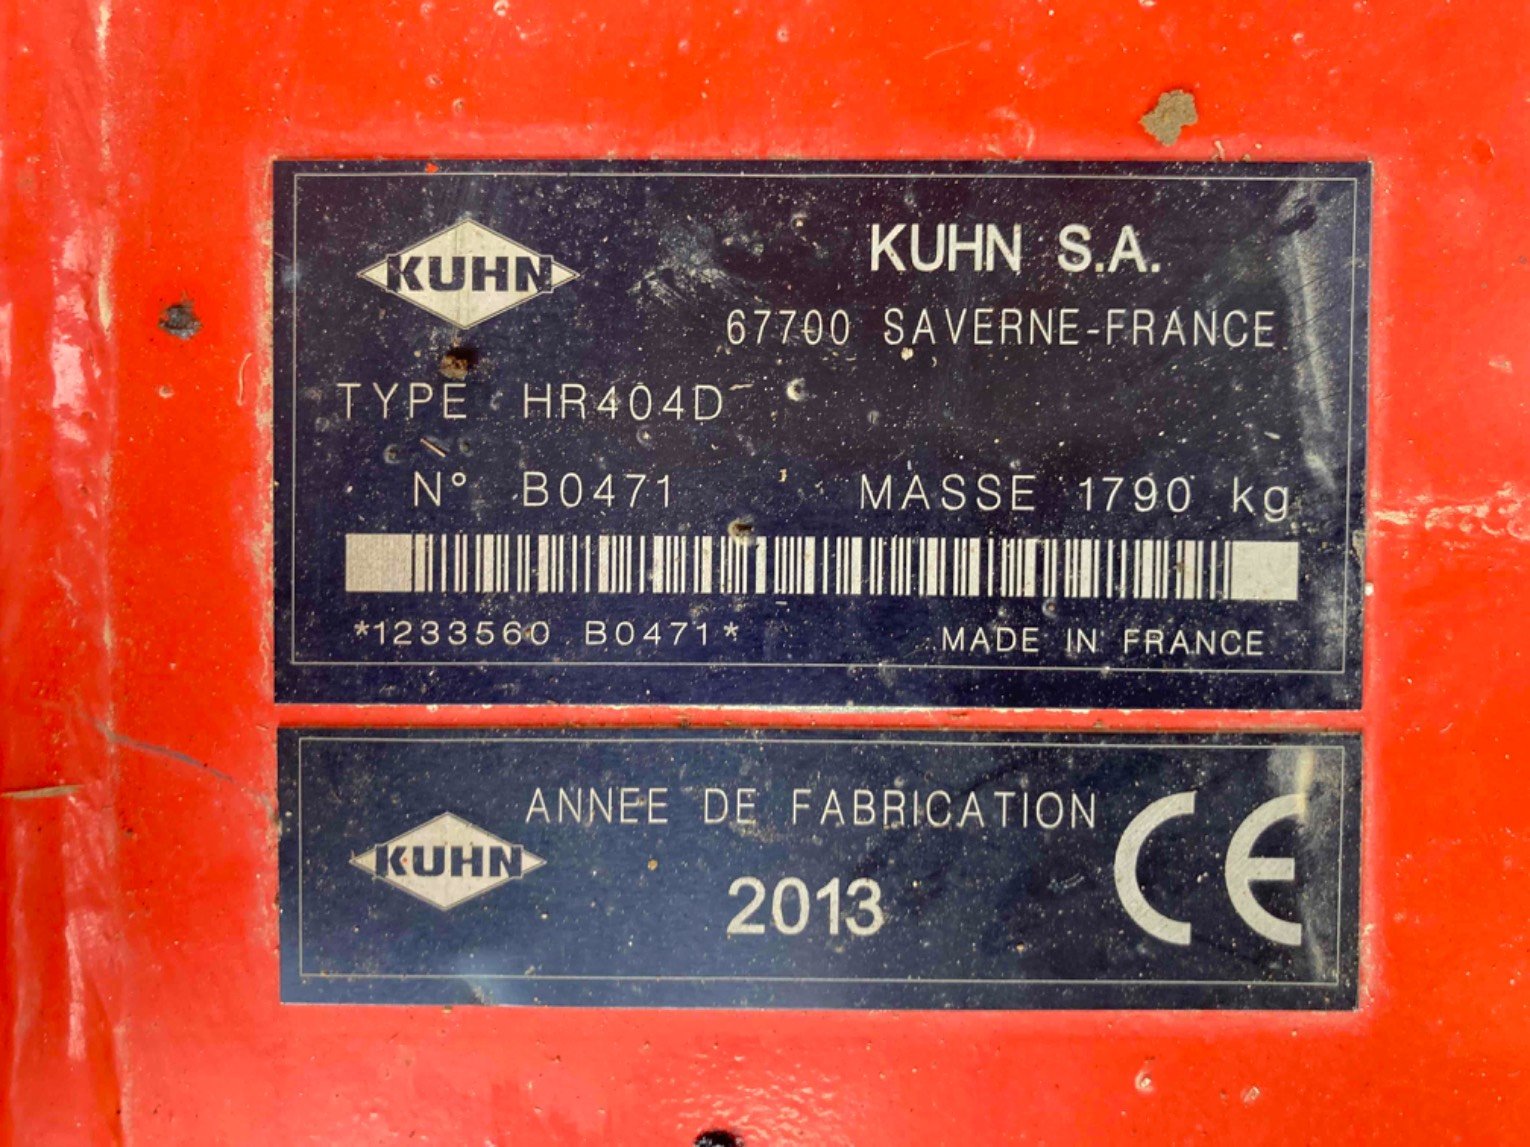 KUHN
KUHN S.A.
67700 SAVERNE-FRANCE
TYPE HR404D
N° B0471 MASSE 1790 kg
*1233560 B0471*
MADE IN FRANCE
KUHN
ANNEE DE FABRICATION
2013
CE